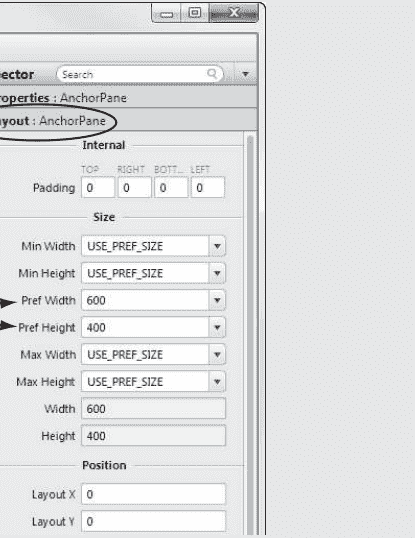 ector Search
roperties : AnchorPane
yout : AnchorPane
Internal
TOP RIGHT BOTT... LEFT
Padding 0 0 0 0
Size
Min Width USE_PREF_SIZE
Min Height USE_PREF_SIZE
Pref Width 600
Pref Height 400
Max Width USE_PREF_SIZE
Max Height USE_PREF_SIZE
Width 600
Height 400
Position
Layout X 0
Layout Y 0